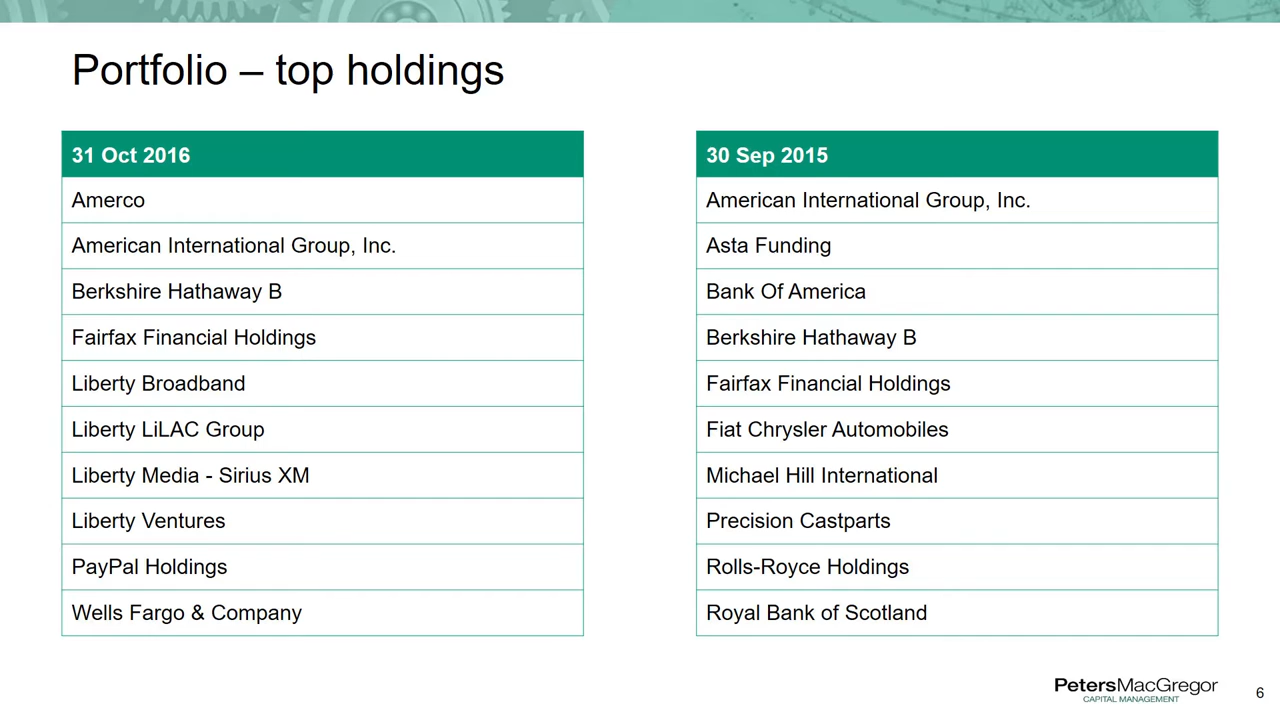 Portfolio – top holdings
31 Oct 2016
Amerco
American International Group, Inc.
Berkshire Hathaway B
Fairfax Financial Holdings
Liberty Broadband
Liberty LiLAC Group
Liberty Media - Sirius XM
Liberty Ventures
PayPal Holdings
Wells Fargo & Company
30 Sep 2015
American International Group, Inc.
Asta Funding
Bank Of America
Berkshire Hathaway B
Fairfax Financial Holdings
Fiat Chrysler Automobiles
Michael Hill International
Precision Castparts
Rolls-Royce Holdings
Royal Bank of Scotland
PetersMacGregor
CAPITAL MANAGEMENT
6